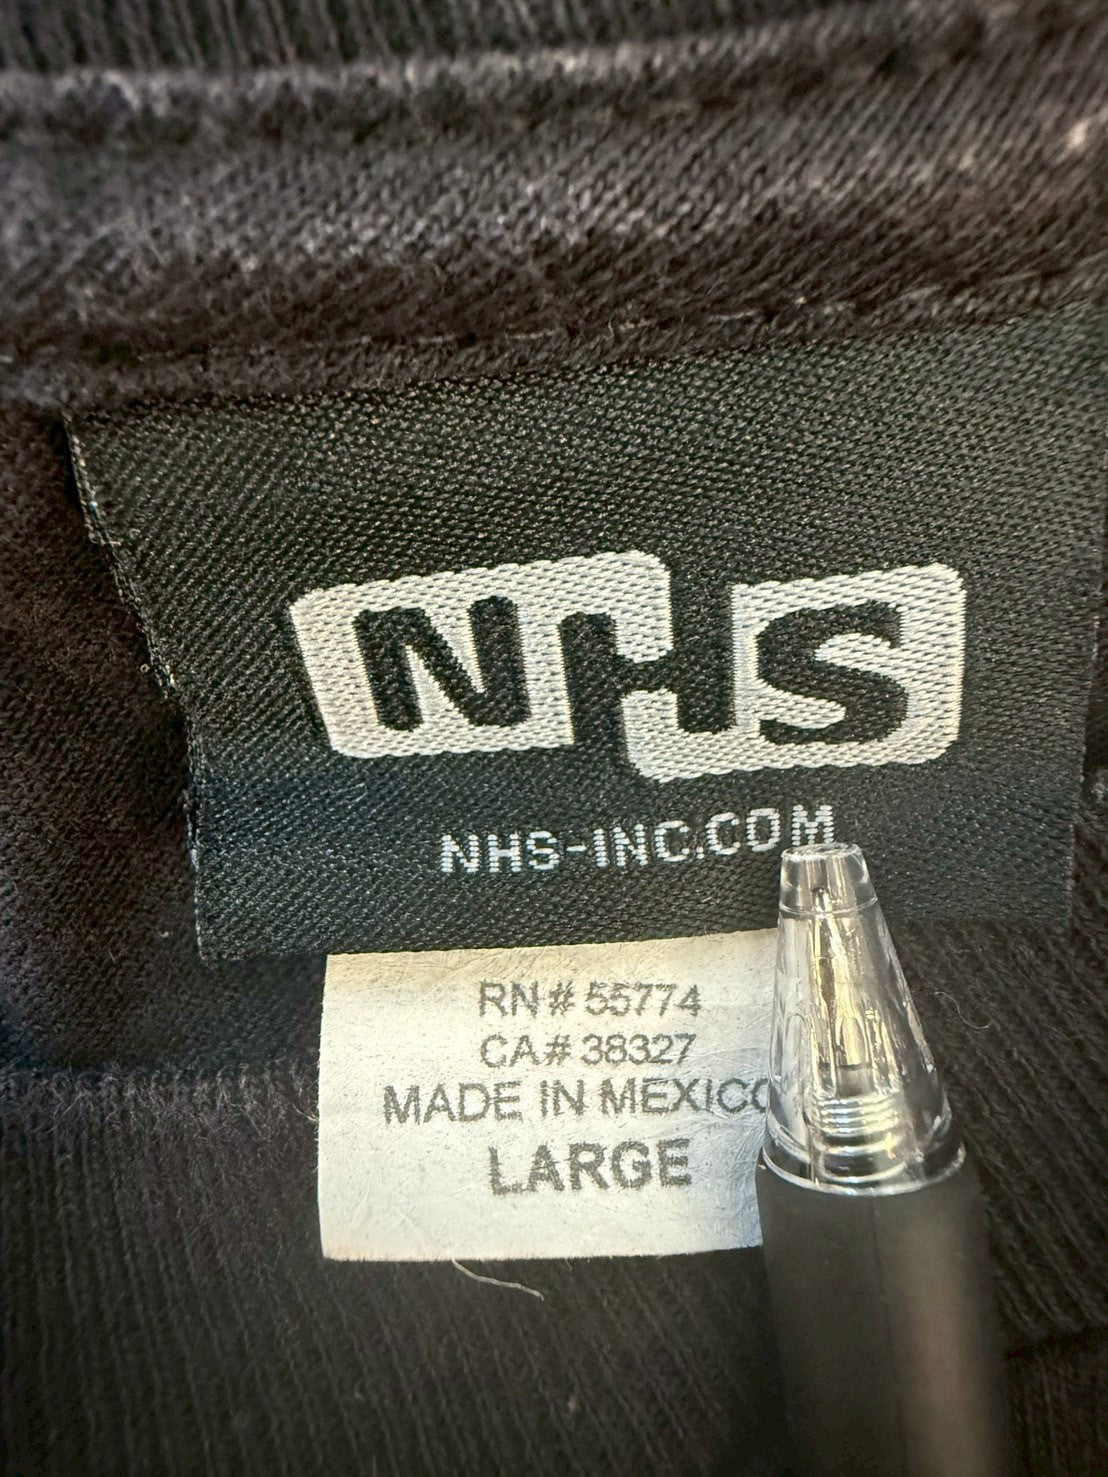 NHS
NHS-INC.COM
RN# 55774
CA# 38327
MADE IN MEXICO
LARGE